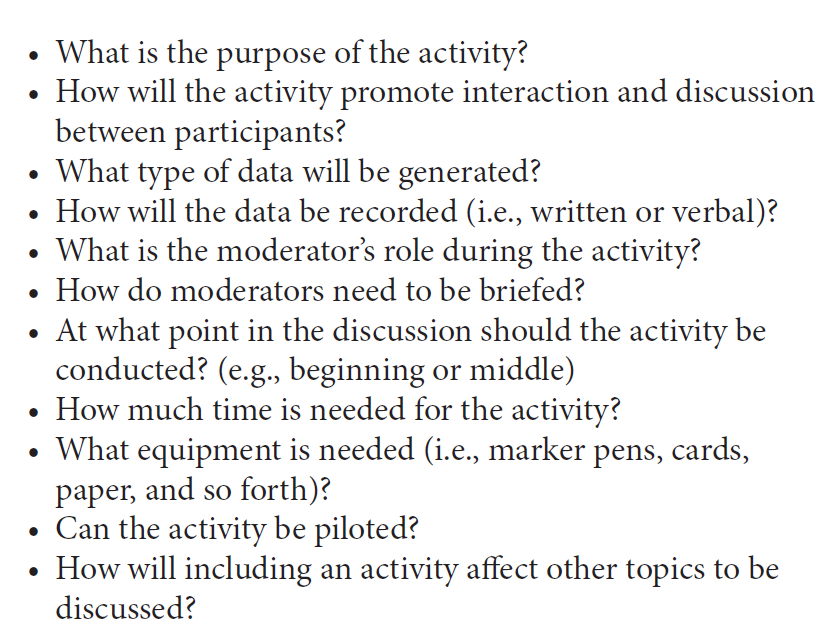 • What is the purpose of the activity?
• How will the activity promote interaction and discussion
between participants?
• What type of data will be generated?
• How will the data be recorded (i.e., written or verbal)?
• What is the moderator’s role during the activity?
• How do moderators need to be briefed?
• At what point in the discussion should the activity be
conducted? (e.g., beginning or middle)
• How much time is needed for the activity?
• What equipment is needed (i.e., marker pens, cards,
paper, and so forth)?
• Can the activity be piloted?
• How will including an activity affect other topics to be
discussed?